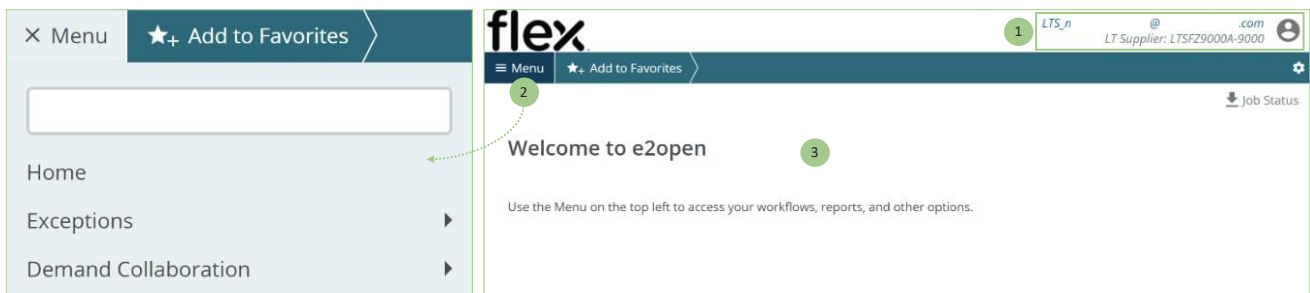 × Menu ★+ Add to Favorites
Home
Exceptions
Demand Collaboration
flex
1
LTS_n @ .com
LT Supplier: LTSFZ9000A-9000
≡ Menu ★+ Add to Favorites
2
Job Status
Welcome to e2open
3
Use the Menu on the top left to access your workflows, reports, and other options.